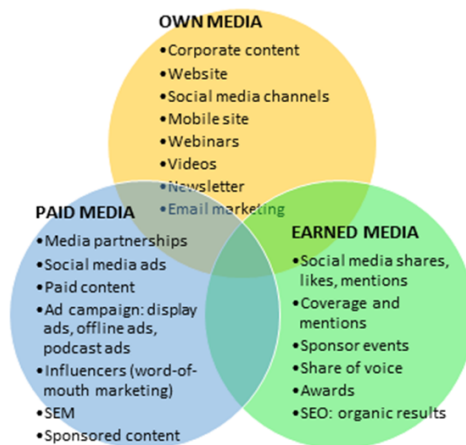 OWN MEDIA
•Corporate content
•Website
•Social media channels
•Mobile site
•Webinars
•Videos
•Newsletter
•Email marketing
PAID MEDIA
•Media partnerships
•Social media ads
•Paid content
•Ad campaign: display
ads, offline ads,
podcast ads
•Influencers (word-of-
mouth marketing)
•SEM
•Sponsored content
EARNED MEDIA
•Social media shares,
likes, mentions
•Coverage and
mentions
•Sponsor events
•Share of voice
•Awards
•SEO: organic results